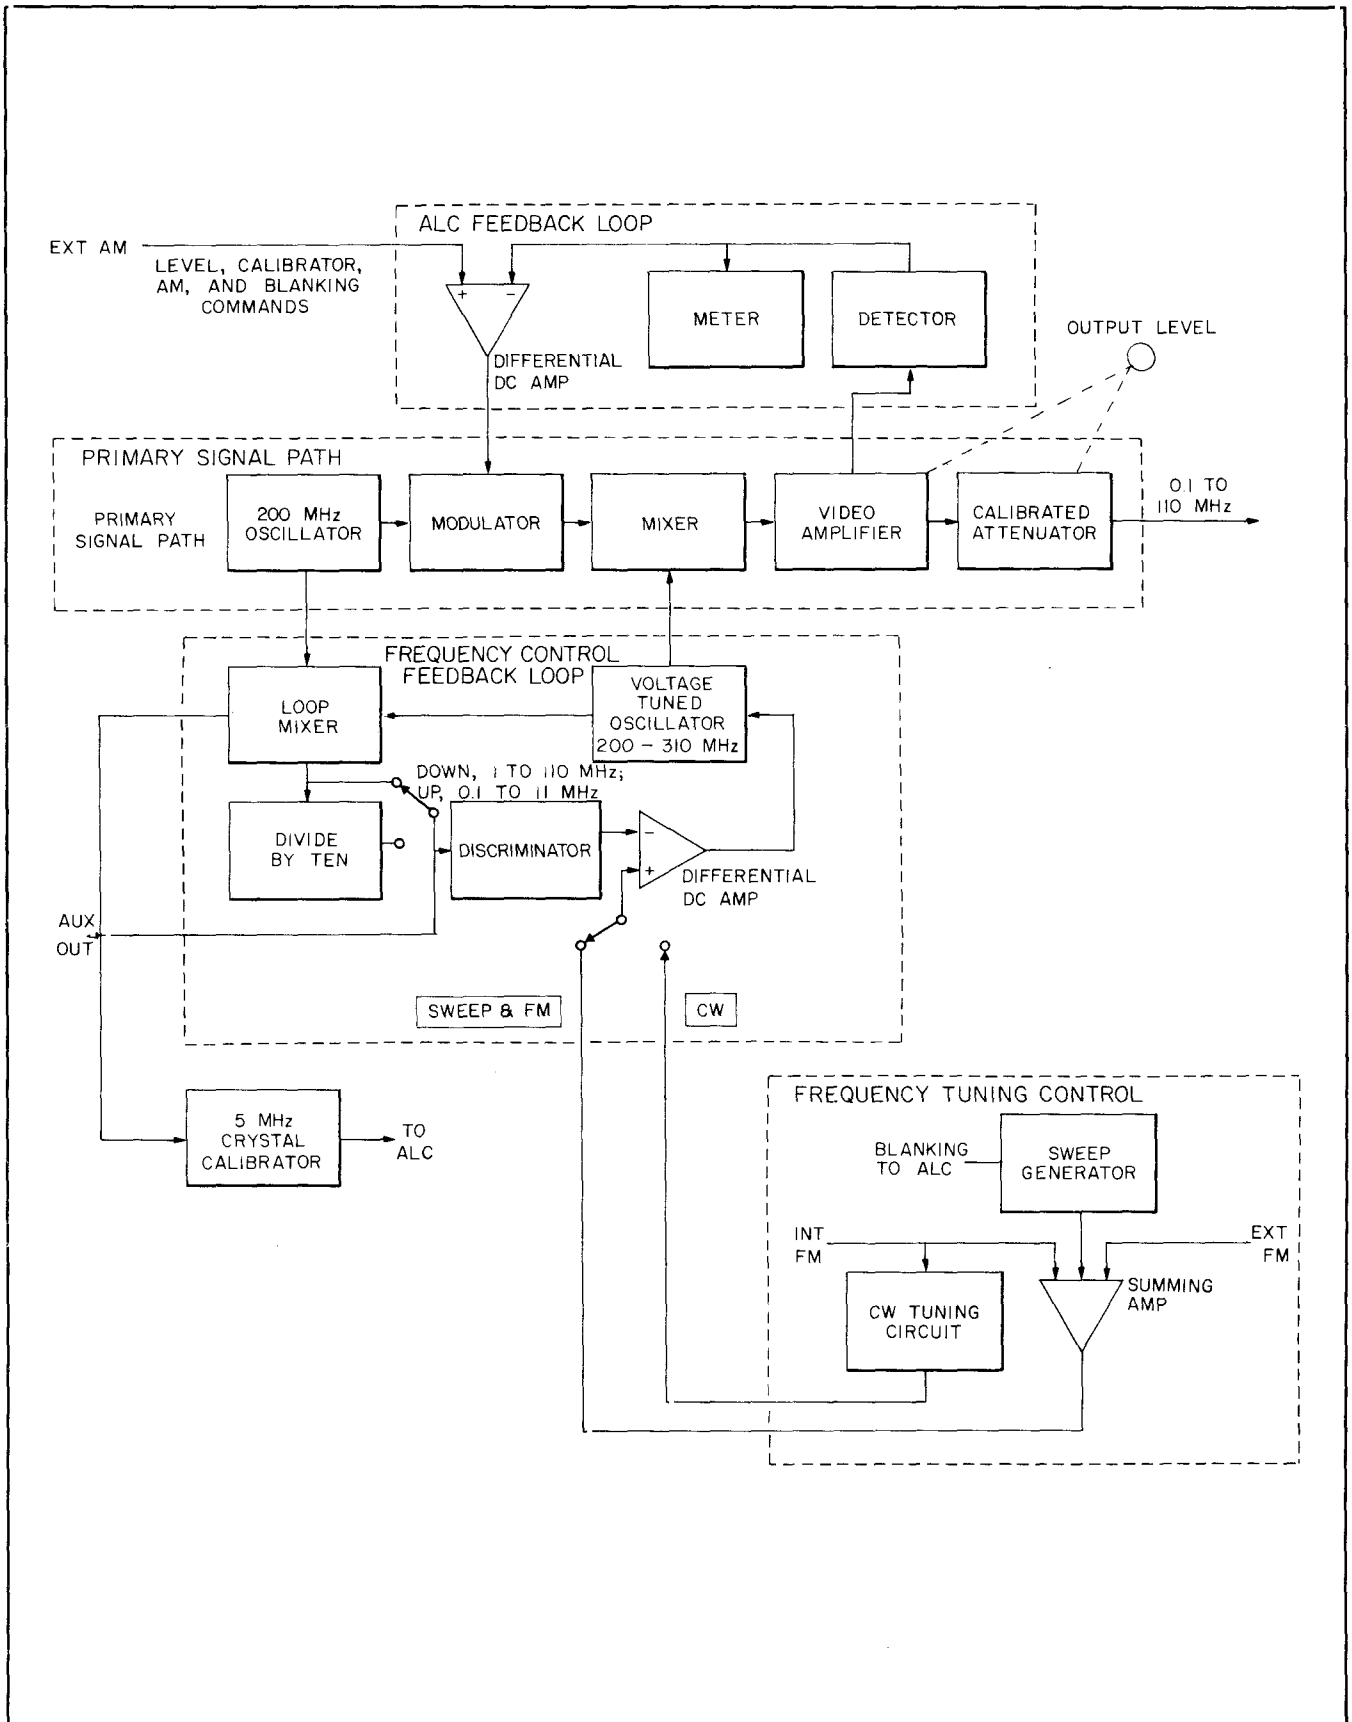 ALC FEEDBACK LOOP
EXT AM
LEVEL, CALIBRATOR,
AM, AND BLANKING
COMMANDS
+ −
METER
DETECTOR
OUTPUT LEVEL
DIFFERENTIAL
DC AMP
PRIMARY SIGNAL PATH
PRIMARY
SIGNAL PATH
200 MHz
OSCILLATOR
MODULATOR
MIXER
VIDEO
AMPLIFIER
CALIBRATED
ATTENUATOR
0.1 TO
110 MHz
FREQUENCY CONTROL
FEEDBACK LOOP
LOOP
MIXER
VOLTAGE
TUNED
OSCILLATOR
200 – 310 MHz
DOWN, 1 TO 110 MHz;
UP, 0.1 TO 11 MHz
DIVIDE
BY TEN
DISCRIMINATOR
−
+
DIFFERENTIAL
DC AMP
AUX
OUT
SWEEP & FM
CW
5 MHz
CRYSTAL
CALIBRATOR
TO
ALC
FREQUENCY TUNING CONTROL
BLANKING
TO ALC
SWEEP
GENERATOR
INT
FM
EXT
FM
CW TUNING
CIRCUIT
SUMMING
AMP